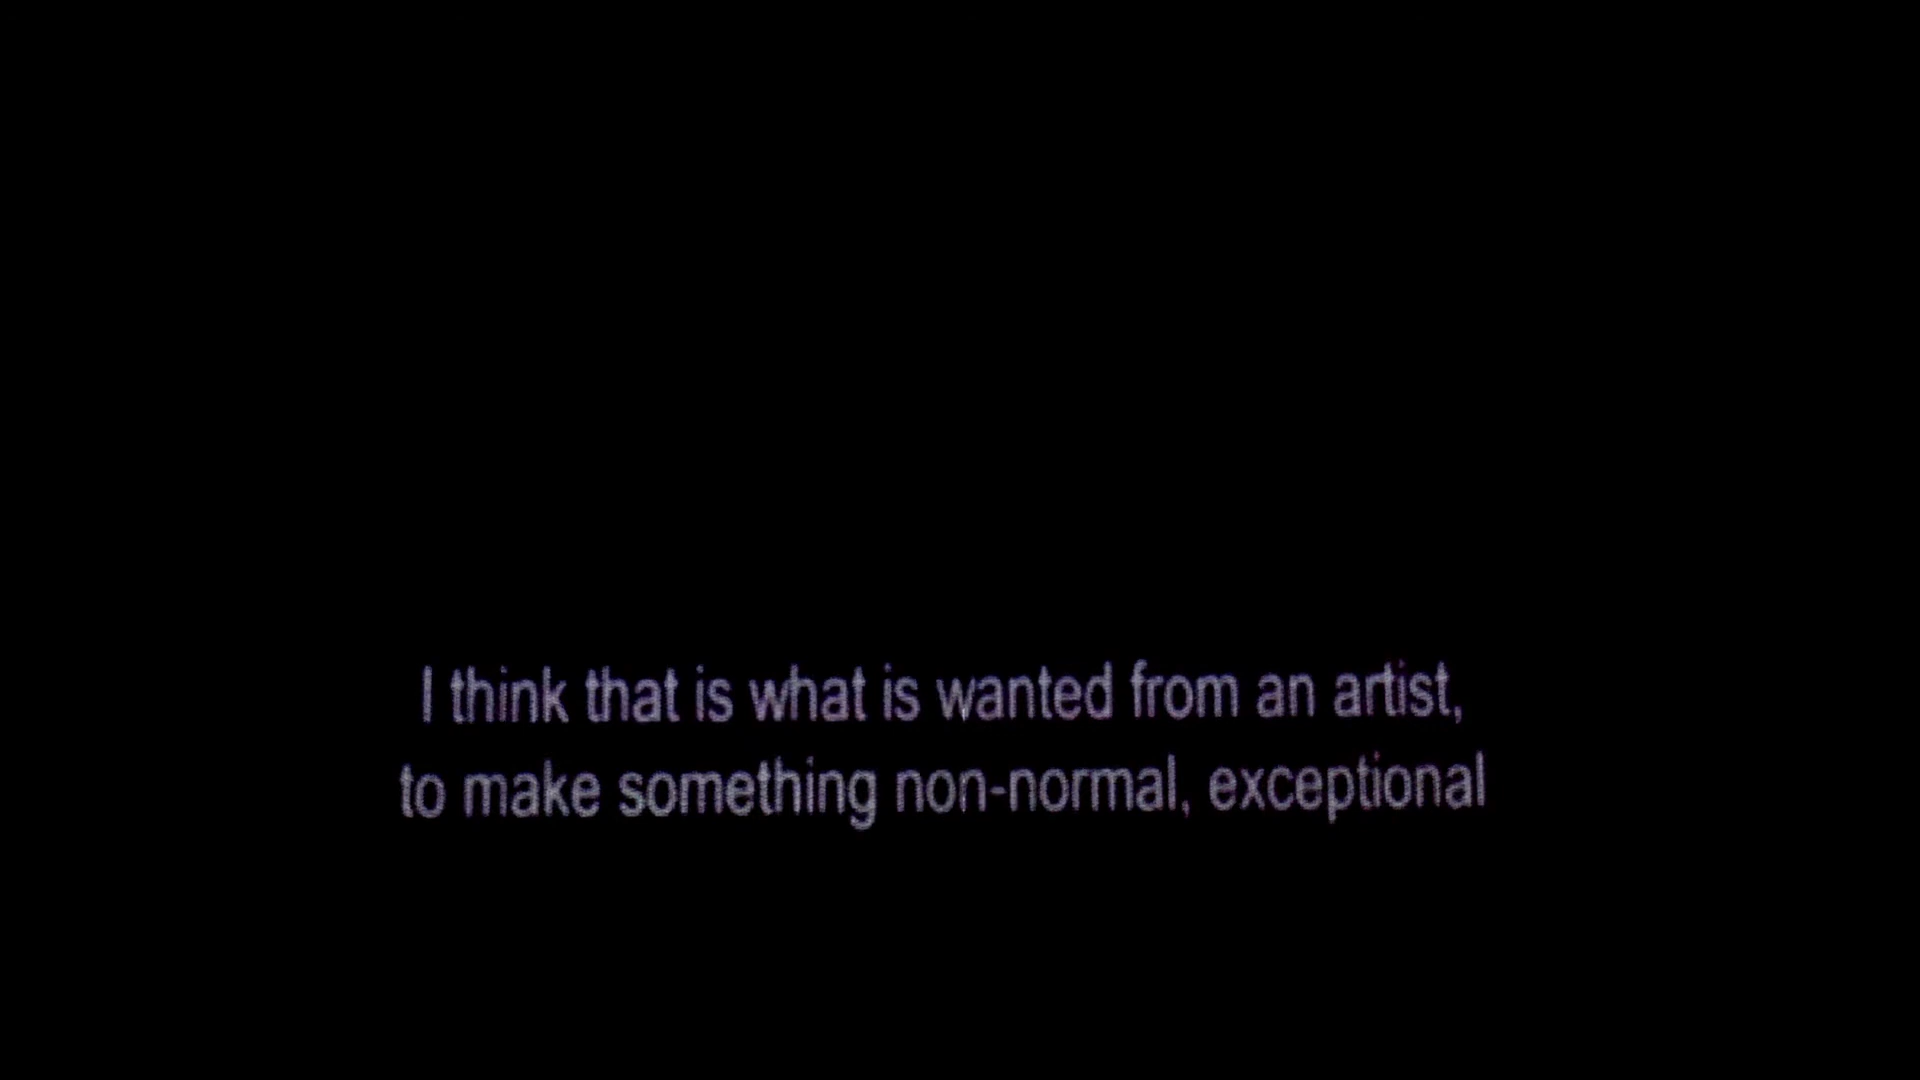 I think that is what is wanted from an artist,
to make something non-normal, exceptional